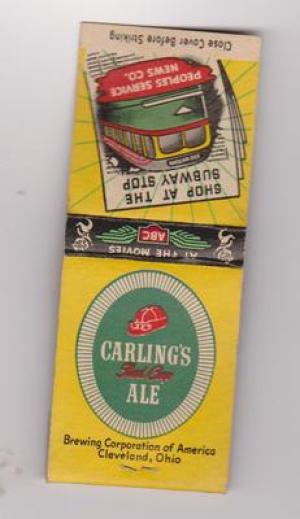 Close Cover Before Striking
PEOPLES SERVICE
NEWS CO.
SHOP AT THE
SUBWAY STOP
AT THE MOVIES
ABC
CARLING'S
Red Cap
ALE
Brewing Corporation of America
Cleveland, Ohio